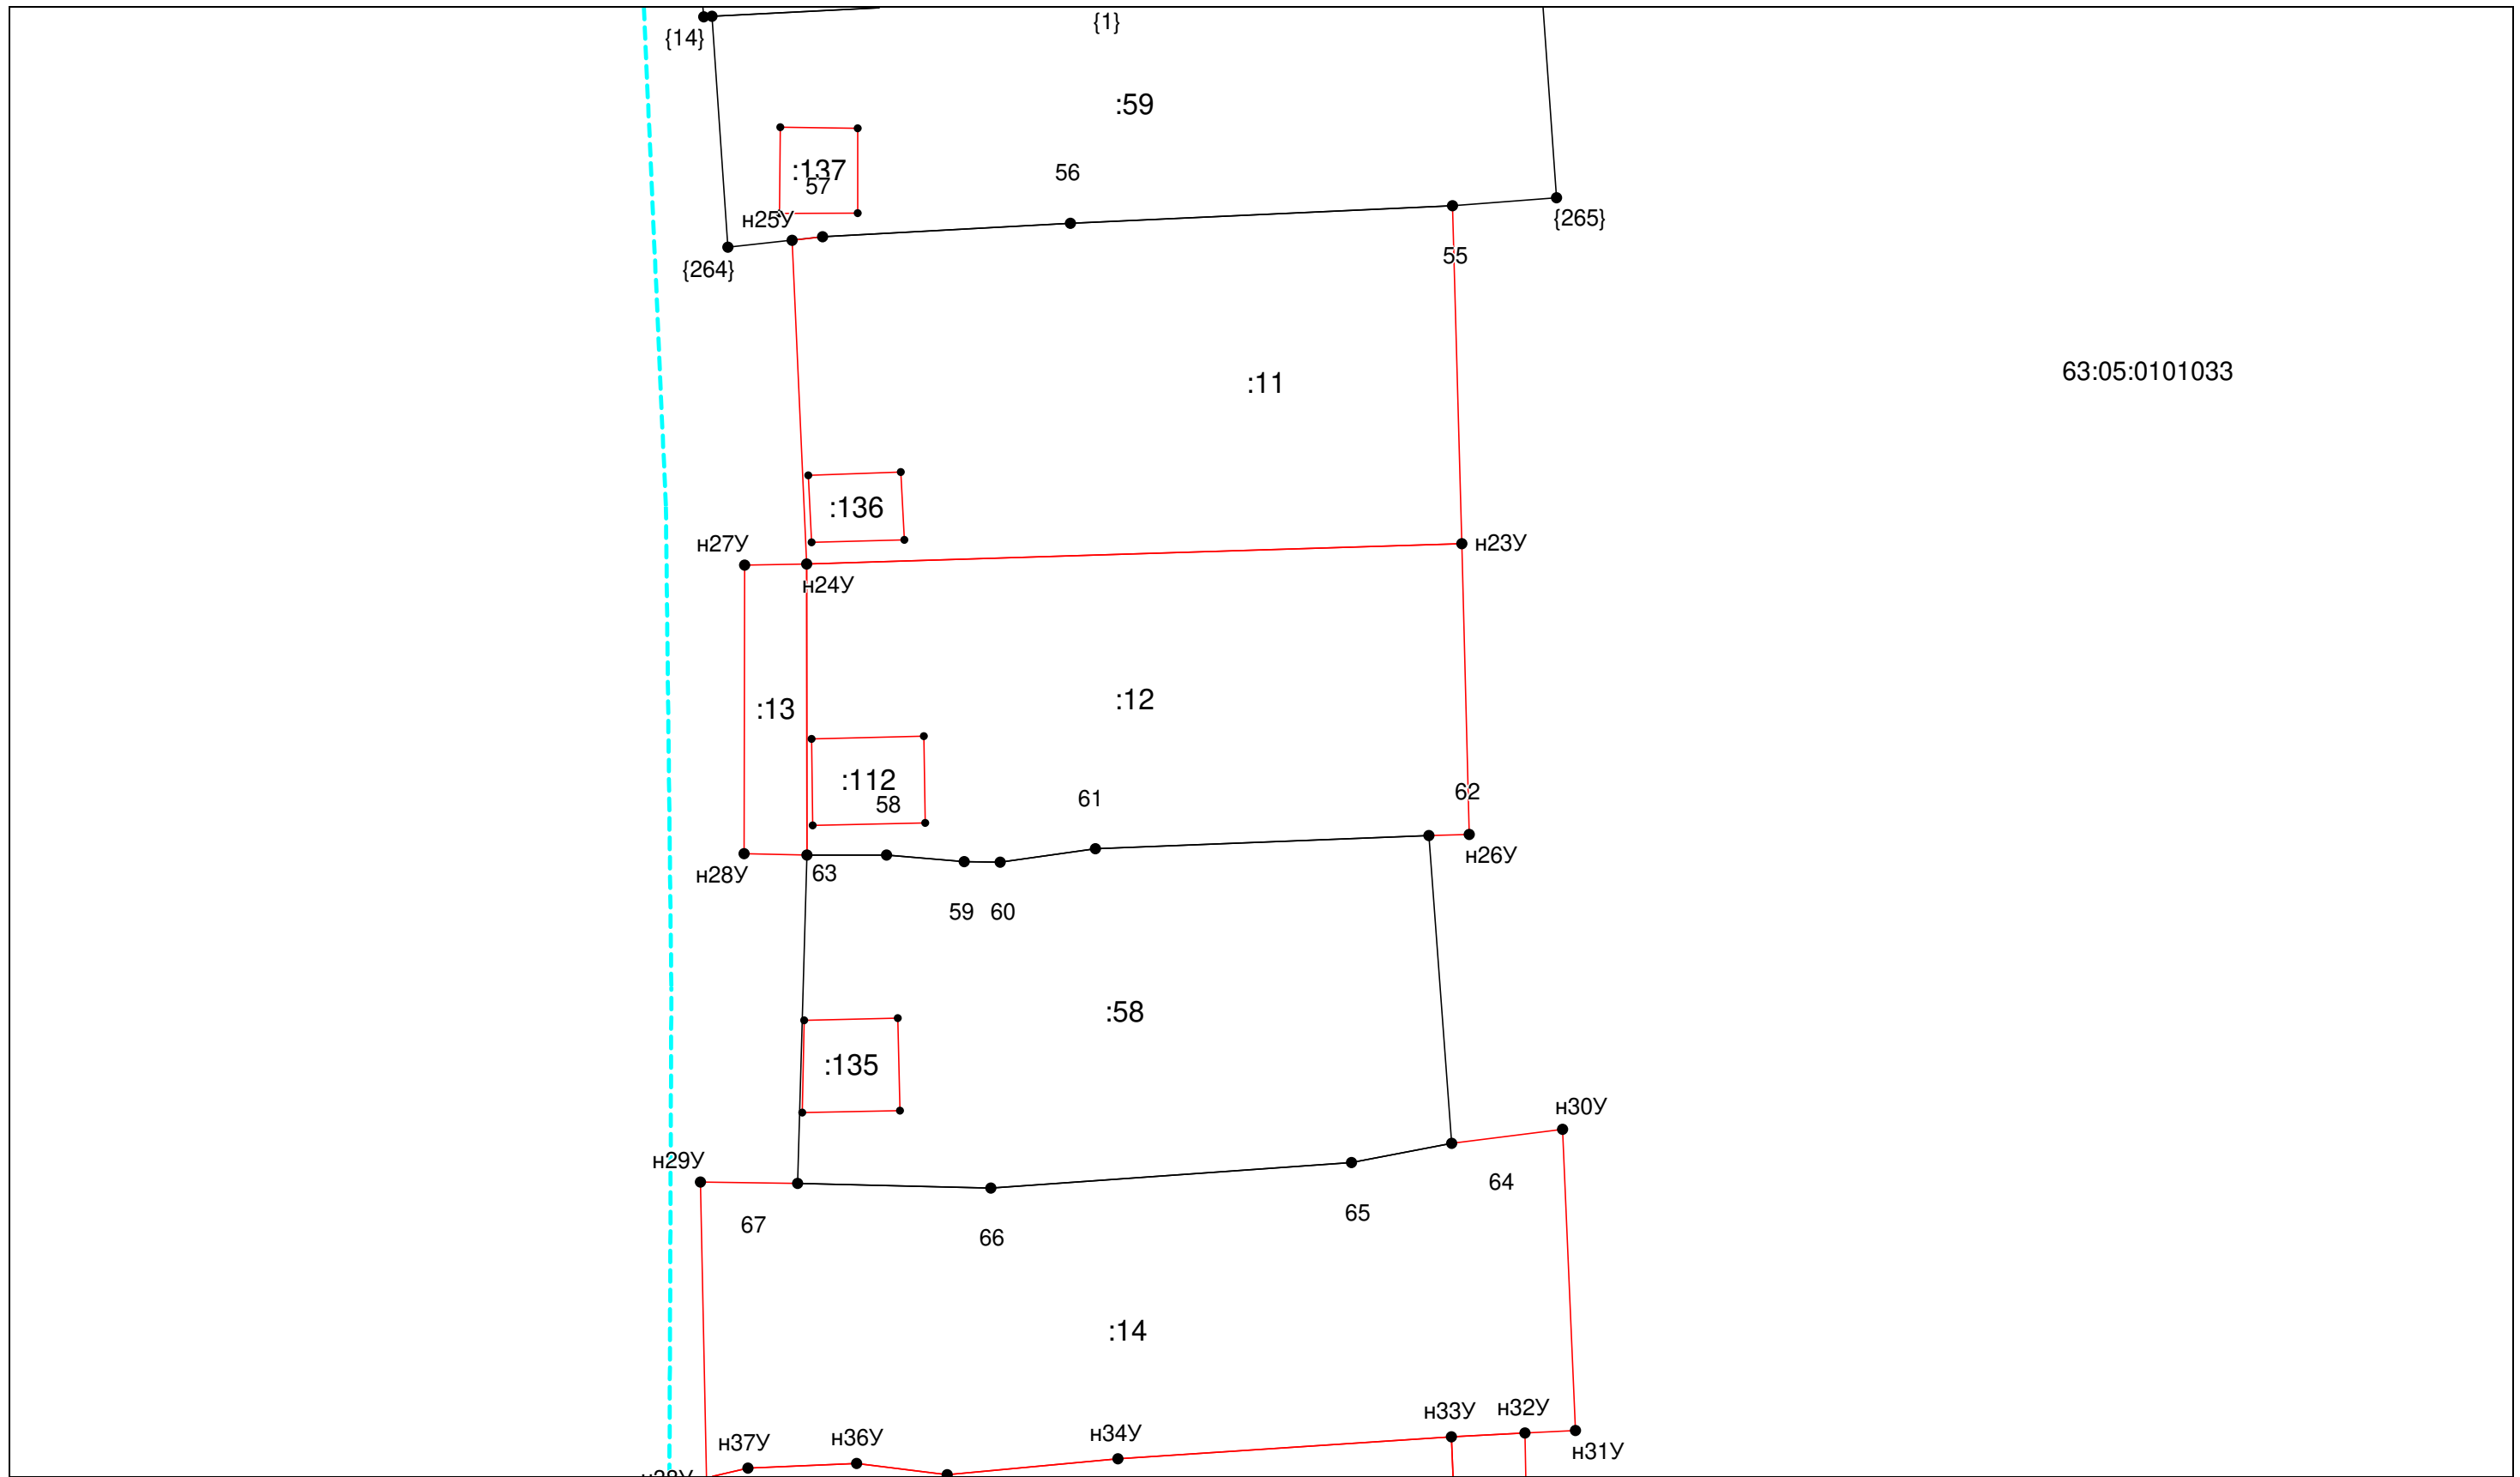 {14}
{1}
:59
:137
57
56
н25У
{265}
{264}
55
63:05:0101033
:11
:136
н27У
н23У
н24У
:12
:13
:112
62
61
58
н26У
н28У
63
59
60
:58
:135
н30У
н29У
64
65
67
66
:14
н33У
н32У
н34У
н36У
н37У
н31У